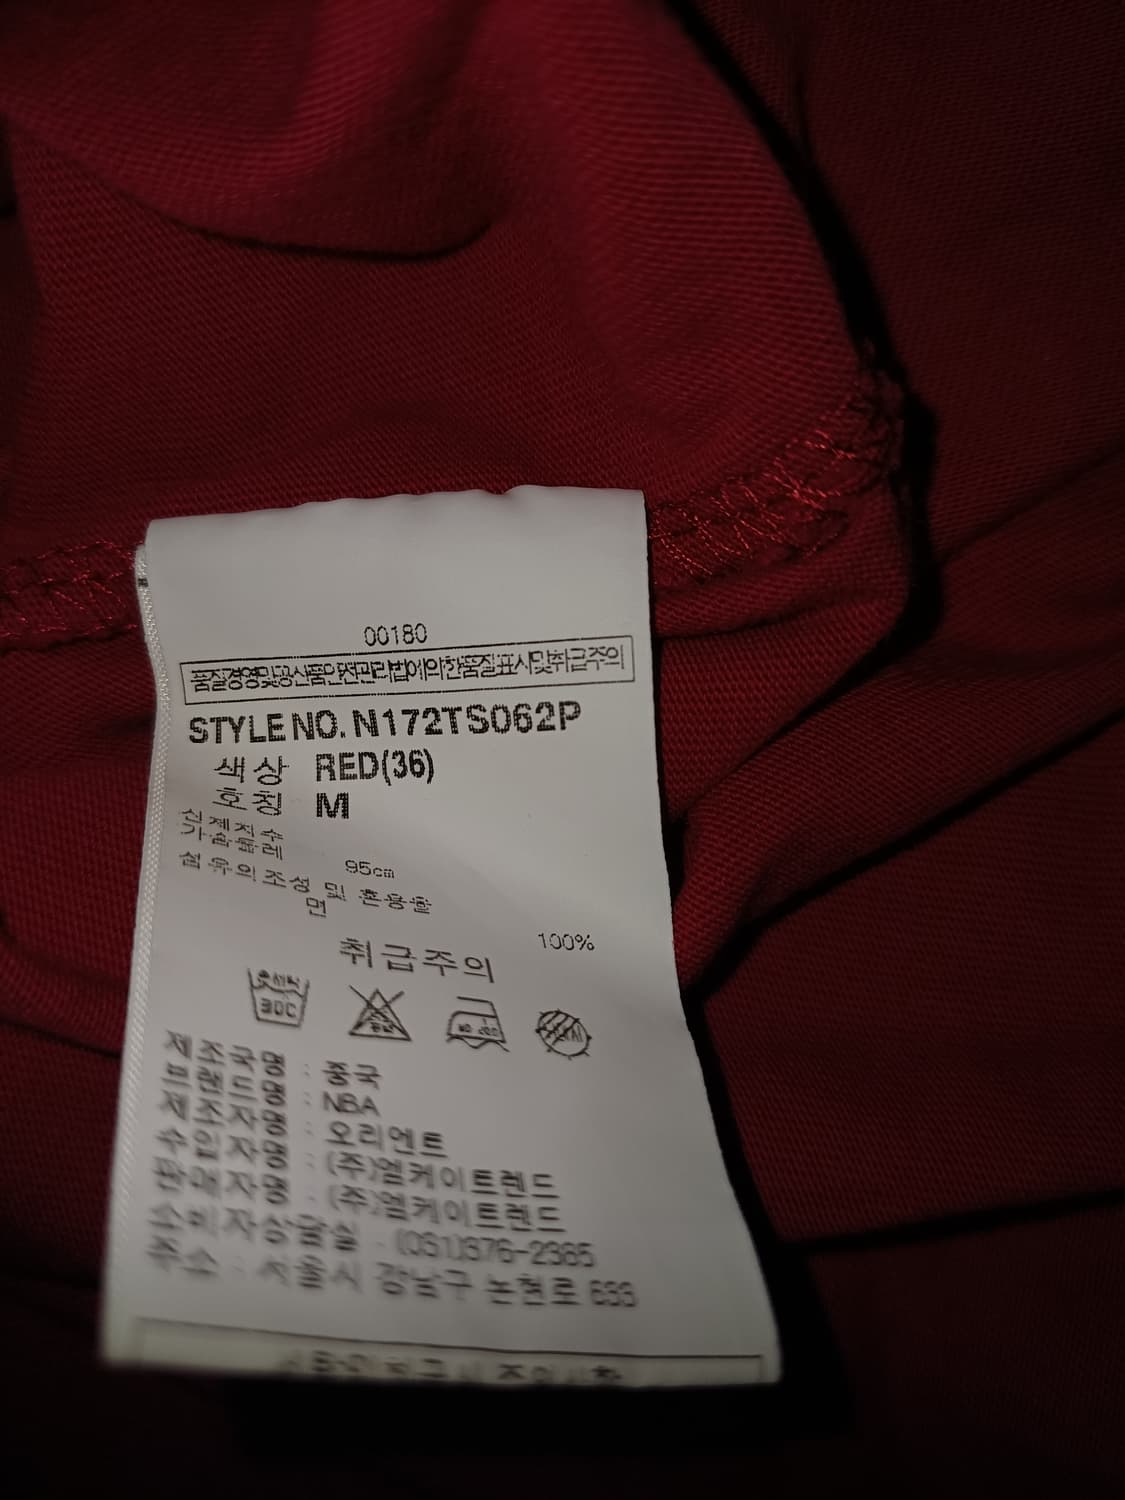 00180
품질경영및공산품안전관리법에의한품질표시및취급주의
STYLE NO. N172TS062P
색상 RED(36)
호칭 M
신체치수
95cm
섬유의 조성 및 혼용율
면 100%
취급주의
제조국명 : 중국
브랜드명 : NBA
제조자명 : 오리엔트
수입자명 : (주)엠케이트렌드
판매자명 : (주)엠케이트렌드
소비자상담실 : (031)376-2385
주소 : 서울시 강남구 논현로 633